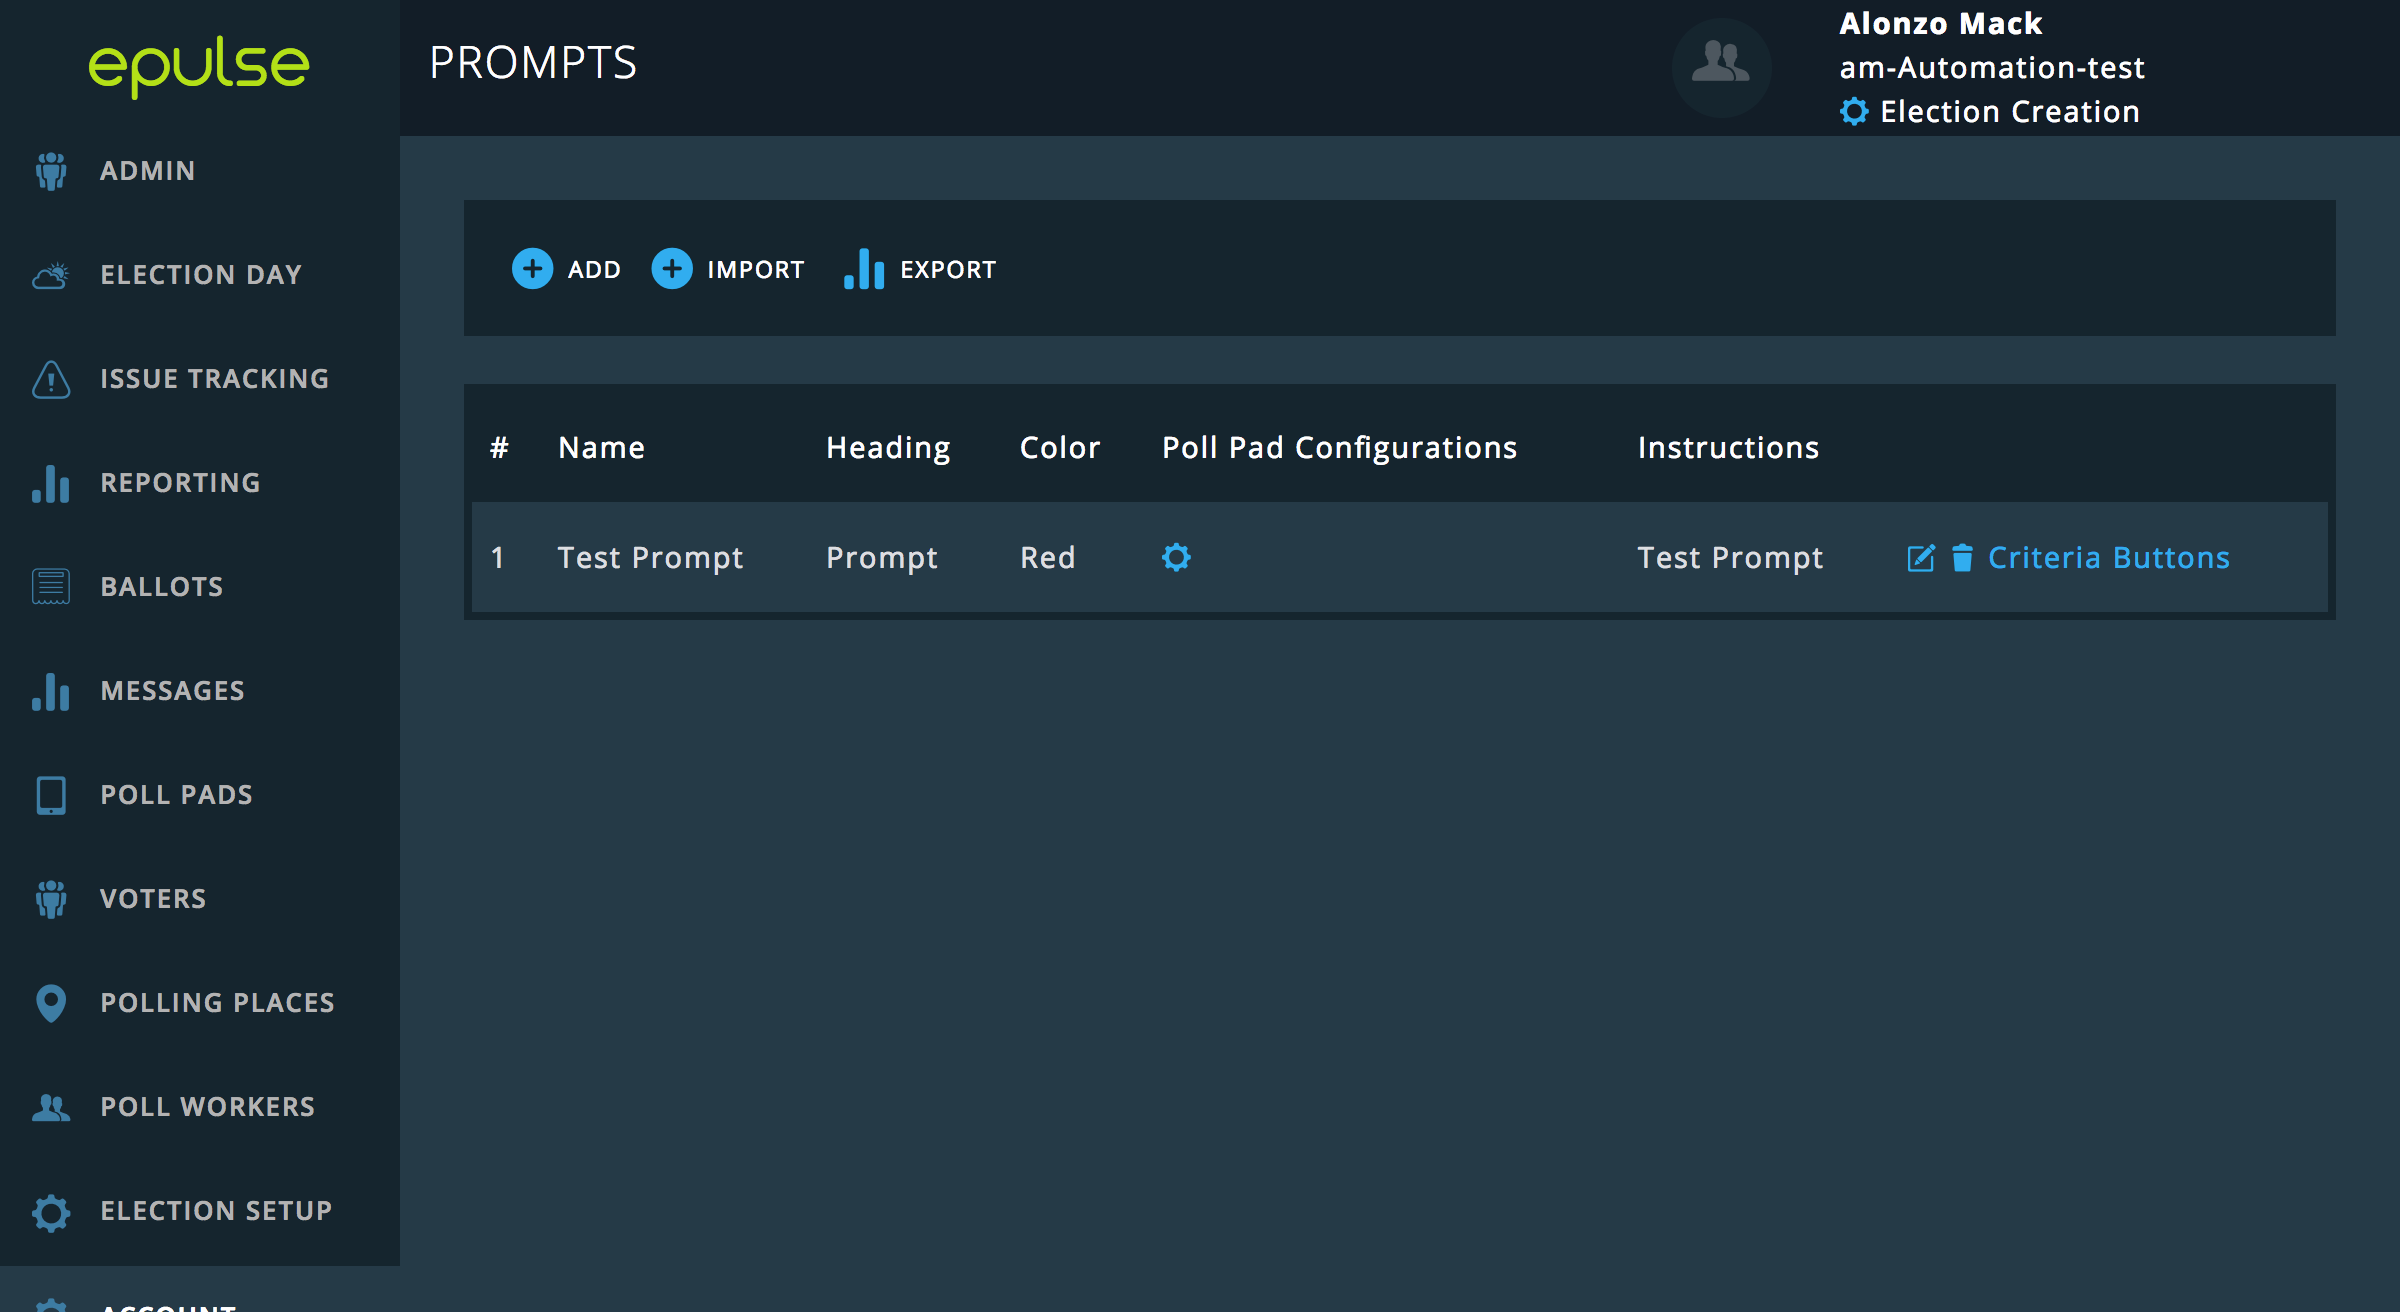 epulse
PROMPTS
Alonzo Mack
am-Automation-test
Election Creation
ADMIN
ELECTION DAY
ISSUE TRACKING
REPORTING
BALLOTS
MESSAGES
POLL PADS
VOTERS
POLLING PLACES
POLL WORKERS
ELECTION SETUP
ACCOUNT
ADD IMPORT EXPORT
# Name Heading Color Poll Pad Configurations Instructions
1 Test Prompt Prompt Red Test Prompt Criteria Buttons